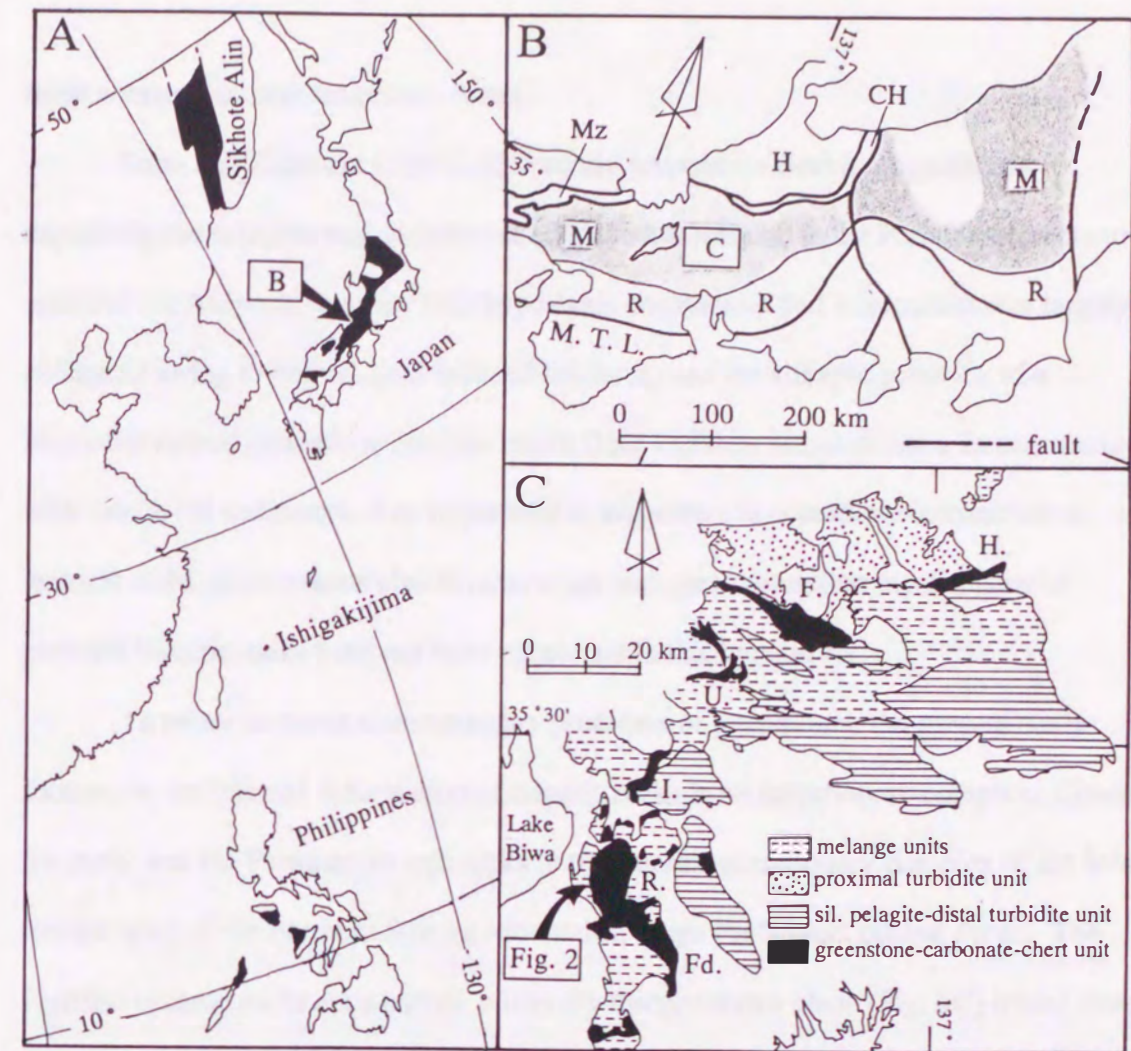 A
50°
Sikhote Alin
150°
B
Japan
30°
Ishigakijima
Philippines
10°
130°
B
137°
CH
Mz
35°
H
M
M
C
R
R
R
M. T. L.
0 100 200 km
fault
C
H.
F.
0 10 20 km
U.
35°30'
I.
Lake
Biwa
R.
Fig. 2
Fd.
melange units
proximal turbidite unit
sil. pelagite-distal turbidite unit
greenstone-carbonate-chert unit
137°